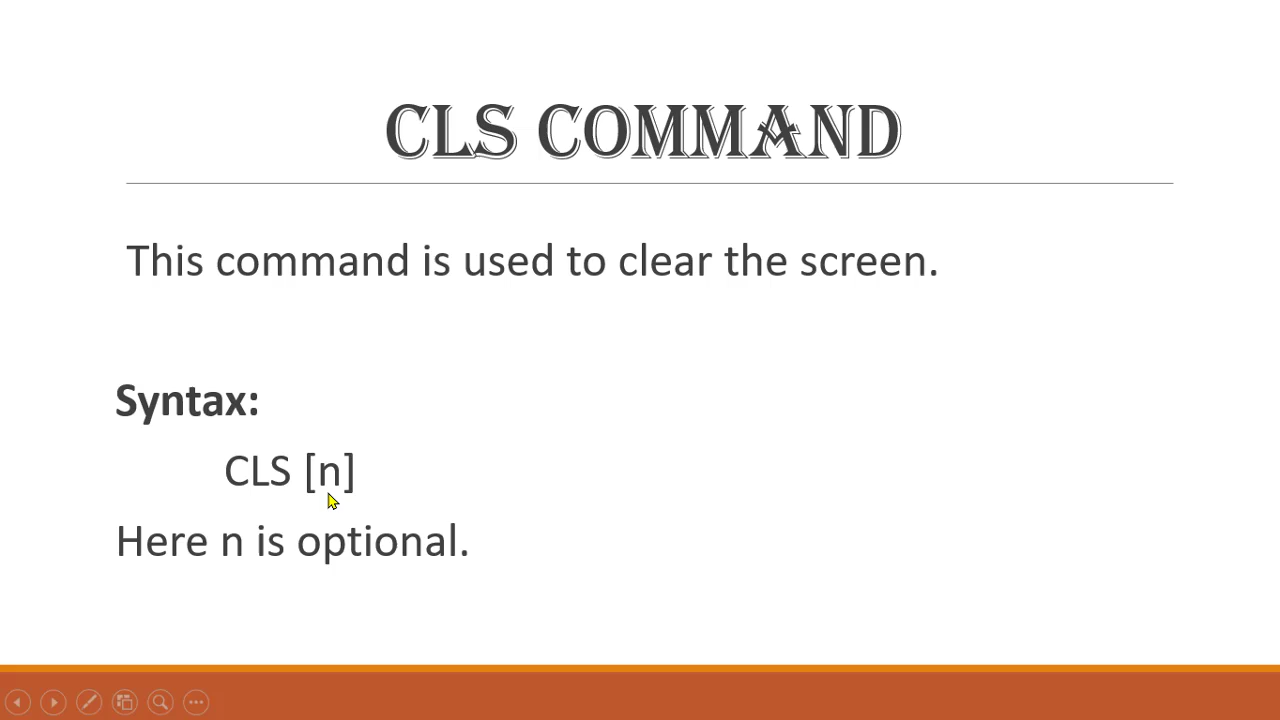 CLS COMMAND
This command is used to clear the screen.
Syntax:
CLS [n]
Here n is optional.